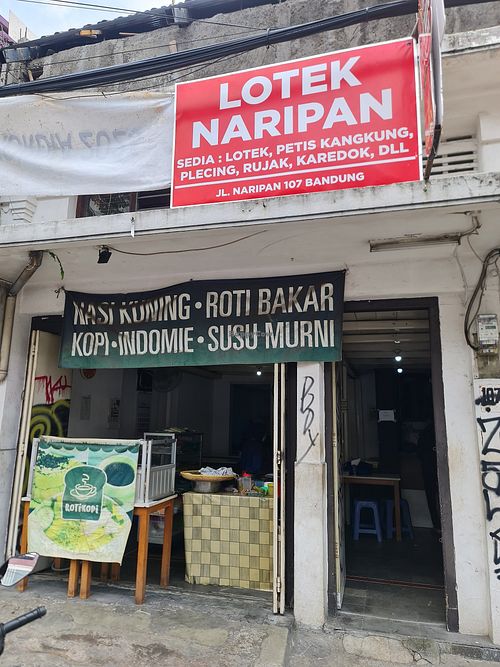 LOTEK
NARIPAN
SEDIA : LOTEK, PETIS KANGKUNG,
PLECING, RUJAK, KAREDOK, DLL
JL. NARIPAN 107 BANDUNG
NASI KUNING • ROTI BAKAR
KOPI • INDOMIE • SUSU MURNI
ROTIKOPI
107